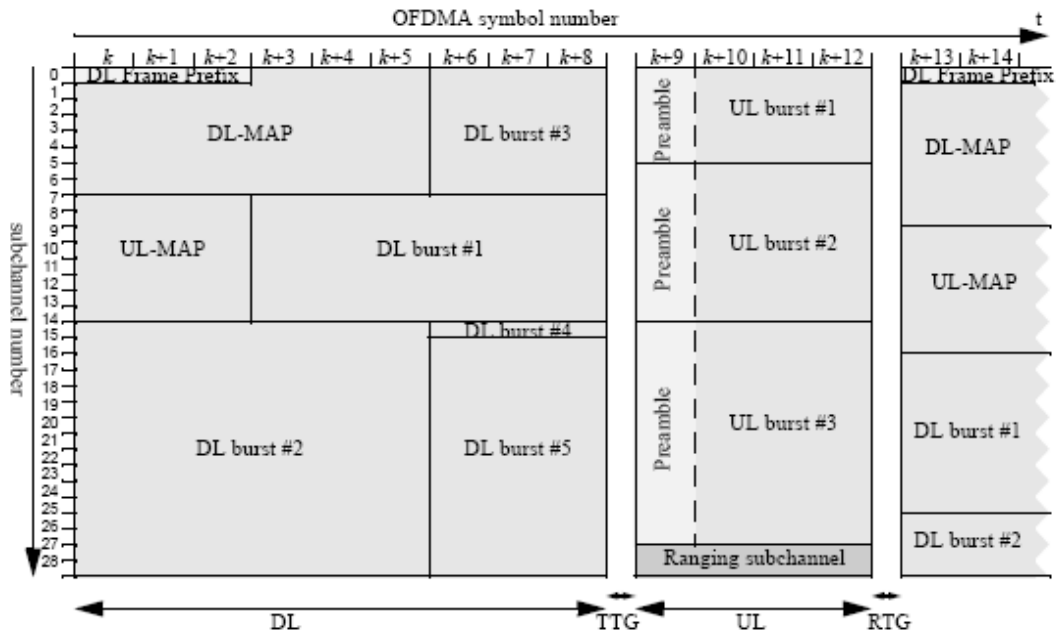 OFDMA symbol number t
k k+1 k+2 k+3 k+4 k+5 k+6 k+7 k+8 k+9 k+10 k+11 k+12 k+13 k+14
subchannel number
0
1
2
3
4
5
6
7
8
9
10
11
12
13
14
15
16
17
18
19
20
21
22
23
24
25
26
27
28
DL Frame Prefix
DL-MAP
DL burst #3
UL-MAP
DL burst #1
DL burst #4
DL burst #2
DL burst #5
Preamble
UL burst #1
Preamble
UL burst #2
Preamble
UL burst #3
Ranging subchannel
DL Frame Prefix
DL-MAP
UL-MAP
DL burst #1
DL burst #2
DL TTG UL RTG